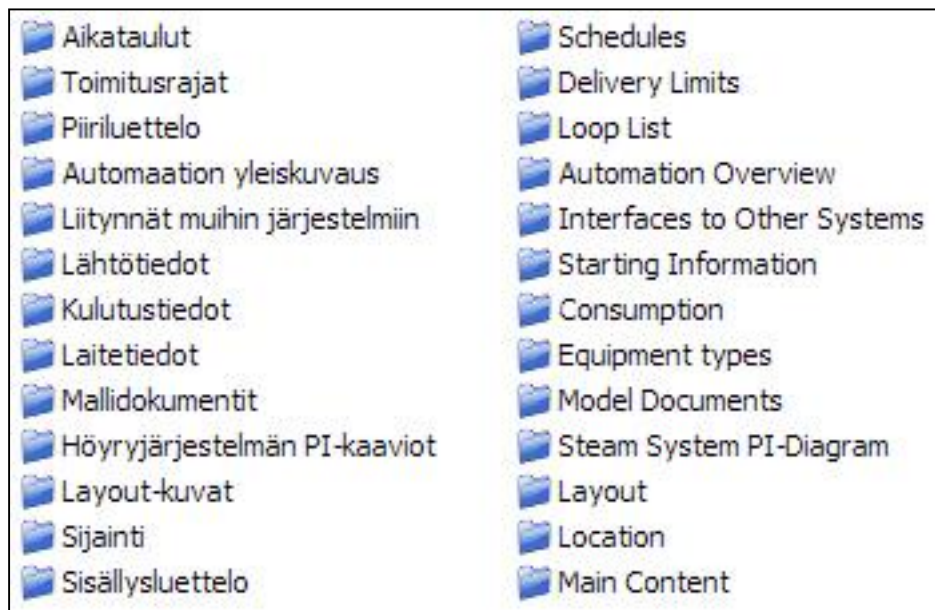 Aikataulut
Toimitusrajat
Piiriluettelo
Automaation yleiskuvaus
Liitynnät muihin järjestelmiin
Lähtötiedot
Kulutustiedot
Laitetiedot
Mallidokumentit
Höyryjärjestelmän PI-kaaviot
Layout-kuvat
Sijainti
Sisällysluettelo
Schedules
Delivery Limits
Loop List
Automation Overview
Interfaces to Other Systems
Starting Information
Consumption
Equipment types
Model Documents
Steam System PI-Diagram
Layout
Location
Main Content